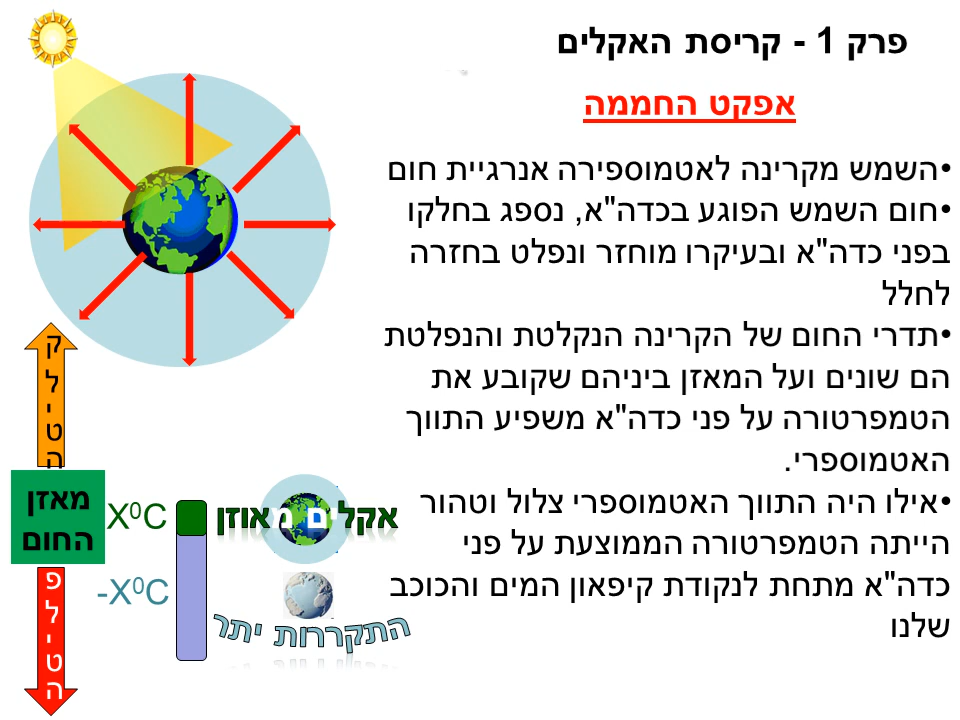 פרק 1 - קריסת האקלים
אפקט החממה
•השמש מקרינה לאטמוספירה אנרגיית חום
•חום השמש הפוגע בכדה"א, נספג בחלקו
בפני כדה"א ובעיקרו מוחזר ונפלט בחזרה
לחלל
•תדרי החום של הקרינה הנקלטת והנפלטת
הם שונים ועל המאזן ביניהם שקובע את
הטמפרטורה על פני כדה"א משפיע התווך
האטמוספרי.
•אילו היה התווך האטמוספרי צלול וטהור
הייתה הטמפרטורה הממוצעת על פני
כדה"א מתחת לנקודת קיפאון המים והכוכב
שלנו
קליטה
מאזן
החום
פליטה
X⁰C
-X⁰C
אקלים מאוזן
התקררות יתר